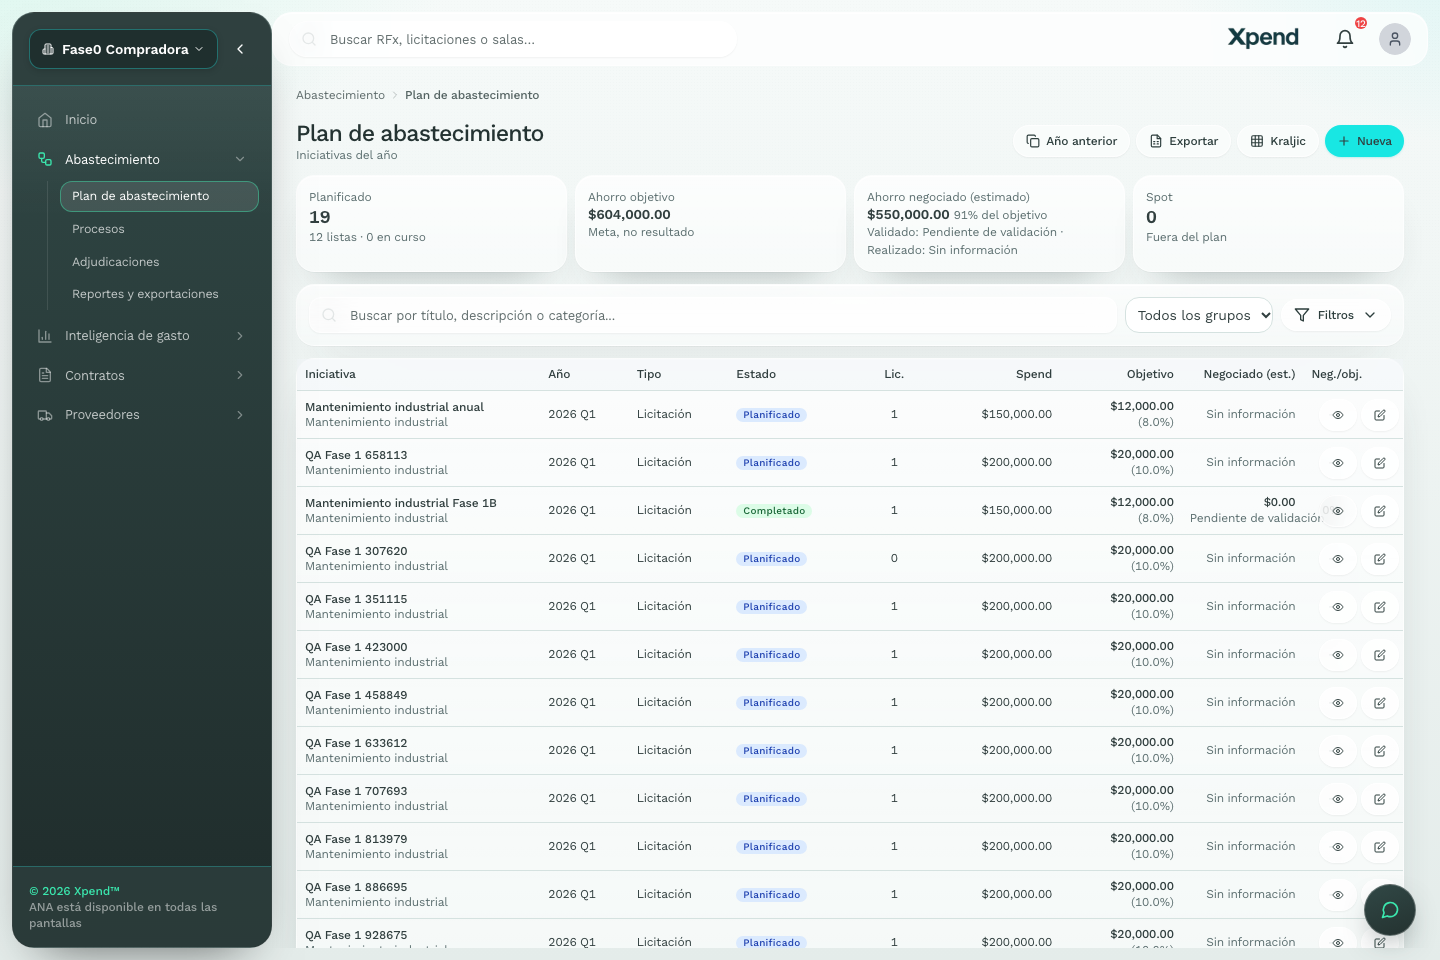 Fase0 Compradora
Buscar RFx, licitaciones o salas...
Xpend
12
Inicio
Abastecimiento
Plan de abastecimiento
Procesos
Adjudicaciones
Reportes y exportaciones
Inteligencia de gasto
Contratos
Proveedores
© 2026 Xpend™
ANA está disponible en todas las
pantallas
Abastecimiento > Plan de abastecimiento
Plan de abastecimiento
Iniciativas del año
Año anterior
Exportar
Kraljic
Nueva
Planificado
19
12 listas · 0 en curso
Ahorro objetivo
$604,000.00
Meta, no resultado
Ahorro negociado (estimado)
$550,000.00 91% del objetivo
Validado: Pendiente de validación ·
Realizado: Sin información
Spot
0
Fuera del plan
Buscar por título, descripción o categoría...
Todos los grupos
Filtros
Iniciativa Año Tipo Estado Lic. Spend Objetivo Negociado (est.) Neg./obj.
Mantenimiento industrial anual
Mantenimiento industrial
2026 Q1 Licitación Planificado 1 $150,000.00 $12,000.00
(8.0%)
Sin información
QA Fase 1 658113
Mantenimiento industrial
2026 Q1 Licitación Planificado 1 $200,000.00 $20,000.00
(10.0%)
Sin información
Mantenimiento industrial Fase 1B
Mantenimiento industrial
2026 Q1 Licitación Completado 1 $150,000.00 $12,000.00
(8.0%)
$0.00
Pendiente de validación
QA Fase 1 307620
Mantenimiento industrial
2026 Q1 Licitación Planificado 0 $200,000.00 $20,000.00
(10.0%)
Sin información
QA Fase 1 351115
Mantenimiento industrial
2026 Q1 Licitación Planificado 1 $200,000.00 $20,000.00
(10.0%)
Sin información
QA Fase 1 423000
Mantenimiento industrial
2026 Q1 Licitación Planificado 1 $200,000.00 $20,000.00
(10.0%)
Sin información
QA Fase 1 458849
Mantenimiento industrial
2026 Q1 Licitación Planificado 1 $200,000.00 $20,000.00
(10.0%)
Sin información
QA Fase 1 633612
Mantenimiento industrial
2026 Q1 Licitación Planificado 1 $200,000.00 $20,000.00
(10.0%)
Sin información
QA Fase 1 707693
Mantenimiento industrial
2026 Q1 Licitación Planificado 1 $200,000.00 $20,000.00
(10.0%)
Sin información
QA Fase 1 813979
Mantenimiento industrial
2026 Q1 Licitación Planificado 1 $200,000.00 $20,000.00
(10.0%)
Sin información
QA Fase 1 886695
Mantenimiento industrial
2026 Q1 Licitación Planificado 1 $200,000.00 $20,000.00
(10.0%)
Sin información
QA Fase 1 928675
2026 Q1 Licitación Planificado 1 $200,000.00 $20,000.00
Sin información